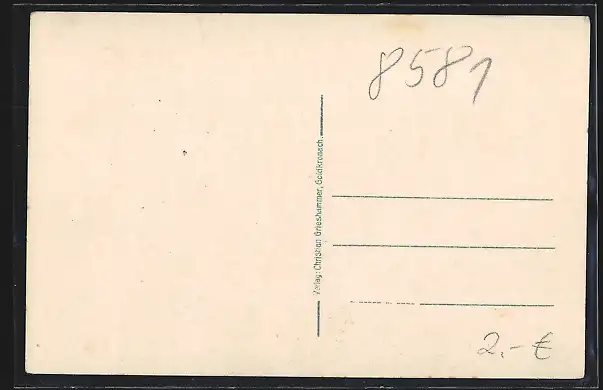 8581
Verlag: Christian Grieshammer, Goldkronach.
2,- €